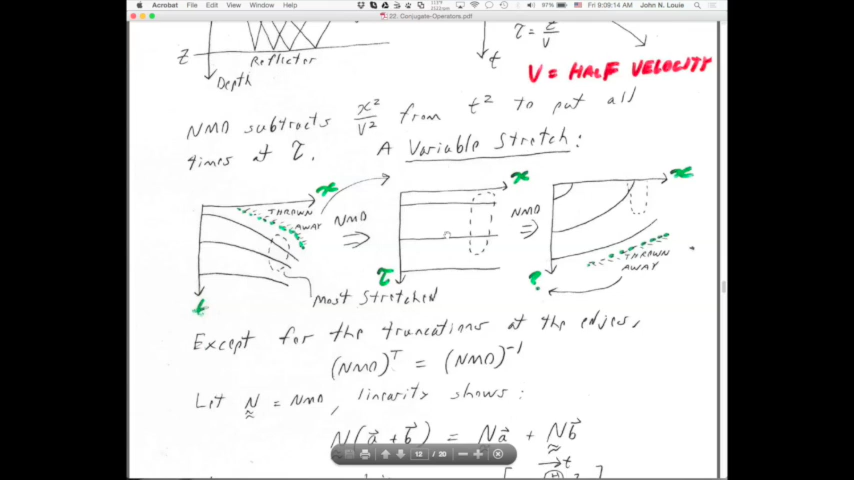 Acrobat File Edit View Window Help 97% Fri 9:09:14 AM John N. Louie
22. Conjugate-Operators.pdf
Z
Reflector
Depth
t
τ = z/v
V = HALF VELOCITY
NMO subtracts x²/v² from t² to put all
times at τ. A Variable Stretch:
x
THROWN
AWAY
t
NMO
⇒
x
τ
NMO
⇒
x
THROWN
AWAY
?
Most Stretched
Except for the truncations at the edges,
(NMO)ᵀ = (NMO)⁻¹
Let N = NMO, linearity shows:
N(a⃗ + b⃗) = Na⃗ + Nb⃗
12 / 20
t